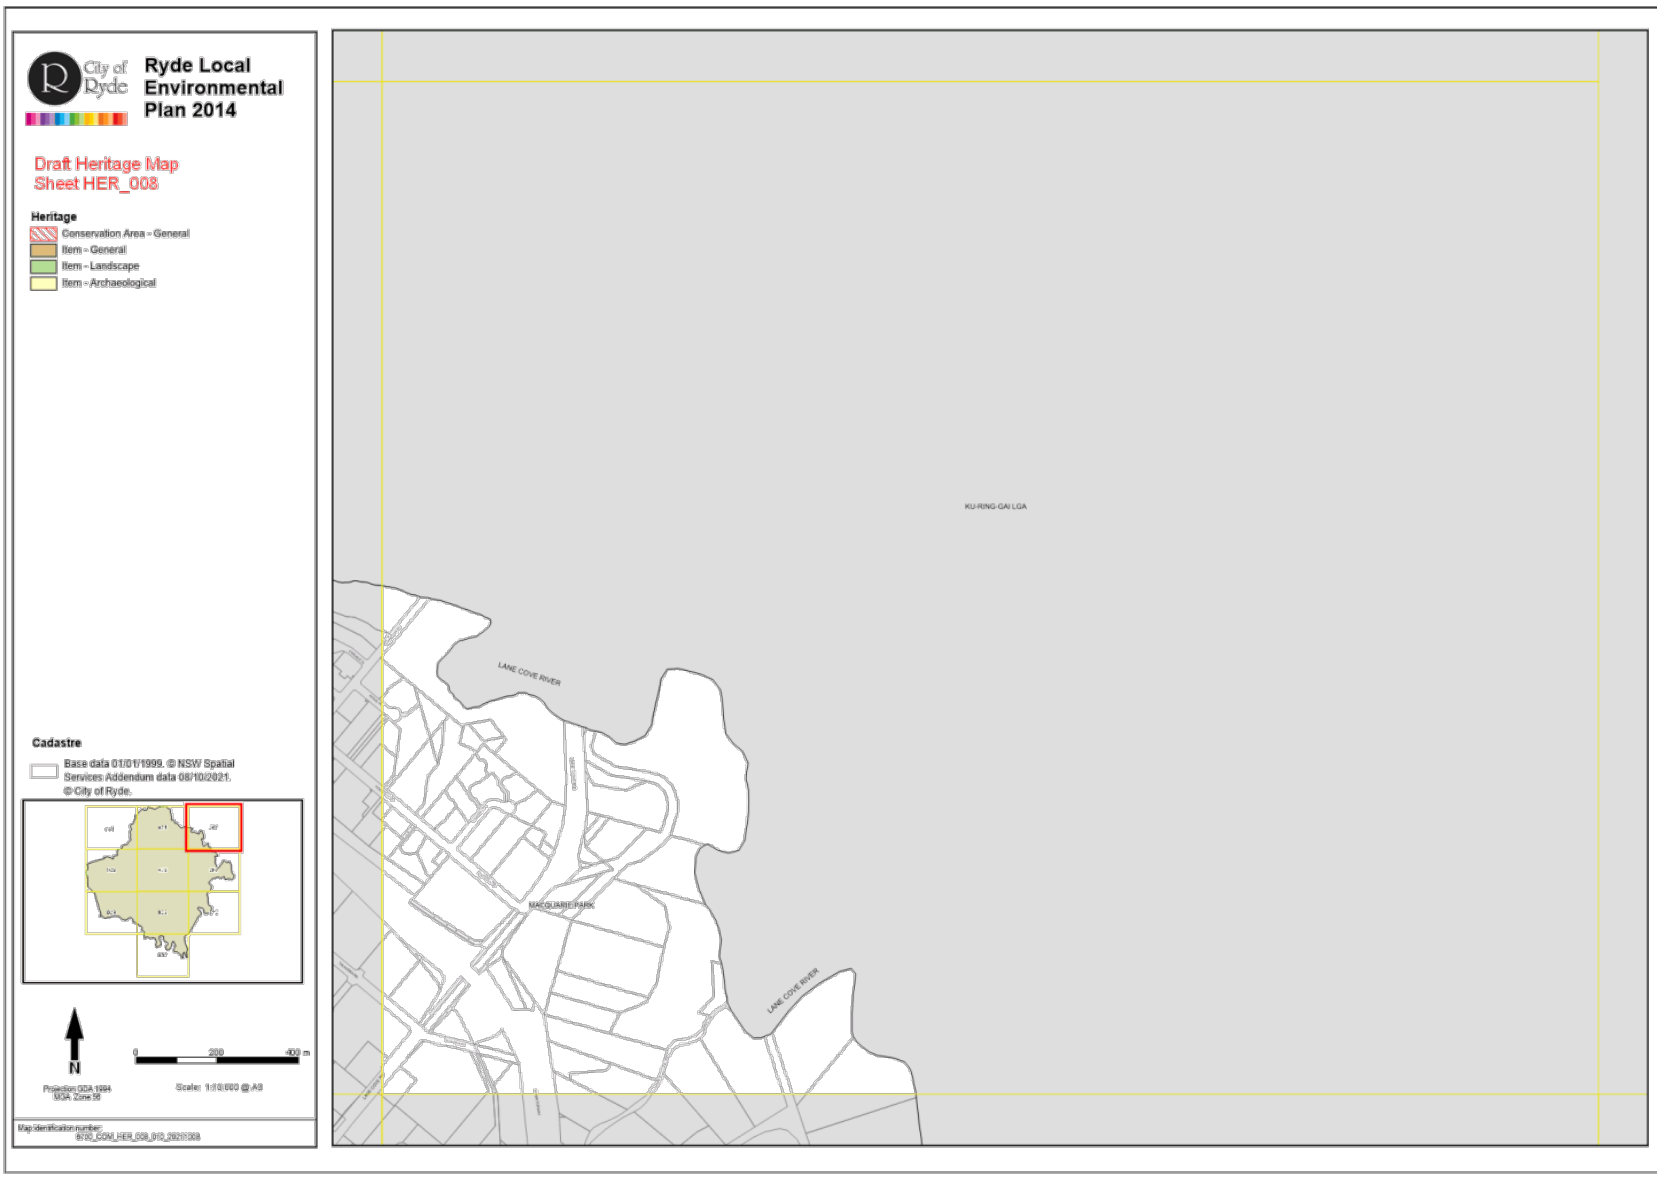 R
City of
Ryde
Ryde Local
Environmental
Plan 2014
Draft Heritage Map
Sheet HER_008
Heritage
Conservation Area - General
Item - General
Item - Landscape
Item - Archaeological
Cadastre
Base data 01/01/1999. © NSW Spatial
Services Addendum data 08/10/2021.
© City of Ryde.
N
0 200 400 m
Projection GDA 1994
MGA Zone 56
Scale: 1:10,000 @ A3
Map identification number:
6700_COM_HER_008_010_20211008
KU-RING-GAI LGA
LANE COVE RIVER
MACQUARIE PARK
LANE COVE RIVER